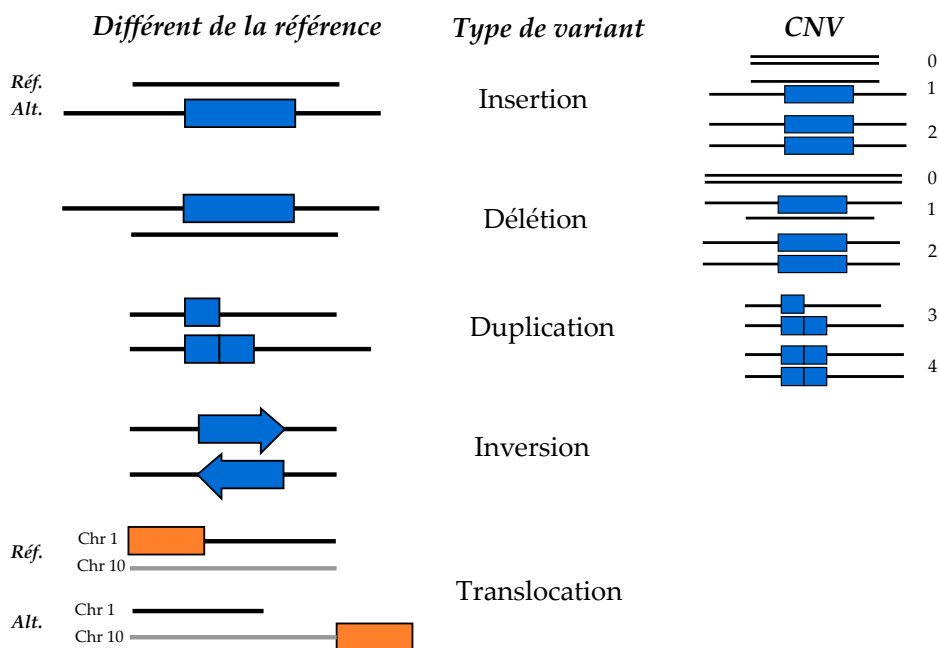 Différent de la référence Type de variant CNV
0
Réf.
1
Alt.
Insertion
2
0
1
Délétion
2
3
Duplication
4
Inversion
Chr 1
Réf.
Chr 10
Translocation
Chr 1
Alt.
Chr 10